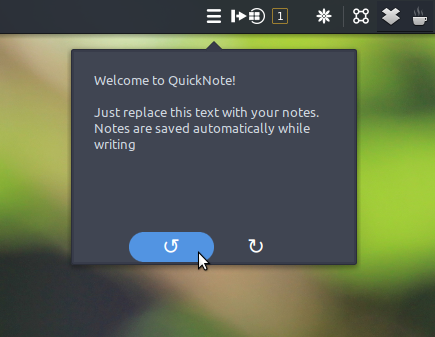 1
Welcome to QuickNote!
Just replace this text with your notes.
Notes are saved automatically while
writing